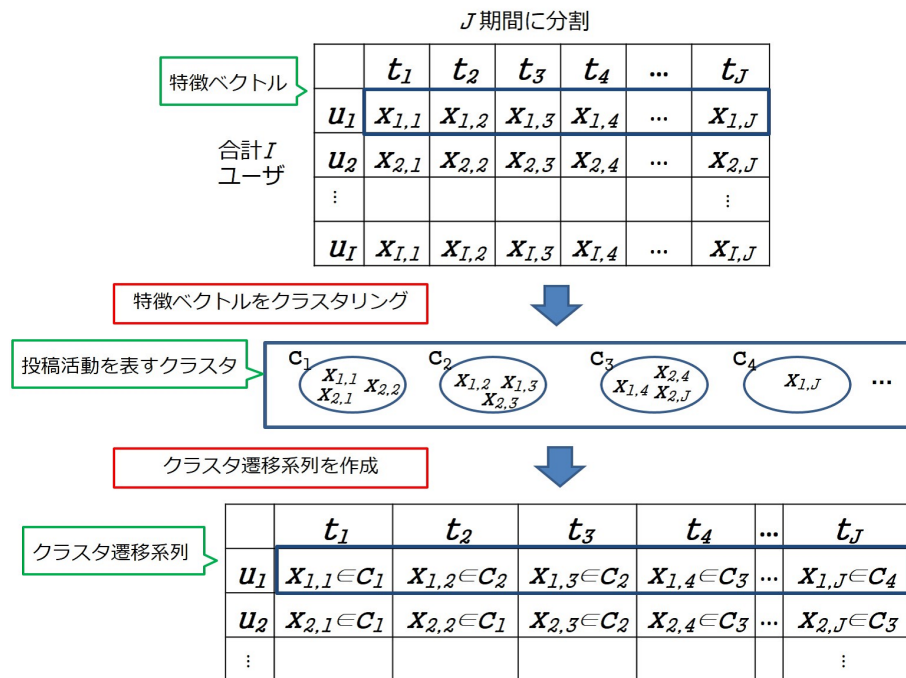 J 期間に分割
特徴ベクトル
t1 t2 t3 t4 … tJ
u1 x1,1 x1,2 x1,3 x1,4 … x1,J
合計I
ユーザ
u2 x2,1 x2,2 x2,3 x2,4 … x2,J
⋮ ⋮
uI xI,1 xI,2 xI,3 xI,4 … xI,J
特徴ベクトルをクラスタリング
投稿活動を表すクラスタ
c1 x1,1 x2,1 x2,2
c2 x1,2 x1,3 x2,3
c3 x2,4 x1,4 x2,J
c4 x1,J
…
クラスタ遷移系列を作成
クラスタ遷移系列
t1 t2 t3 t4 … tJ
u1 x1,1∈c1 x1,2∈c2 x1,3∈c2 x1,4∈c3 … x1,J∈c4
u2 x2,1∈c1 x2,2∈c1 x2,3∈c2 x2,4∈c3 … x2,J∈c3
⋮ ⋮